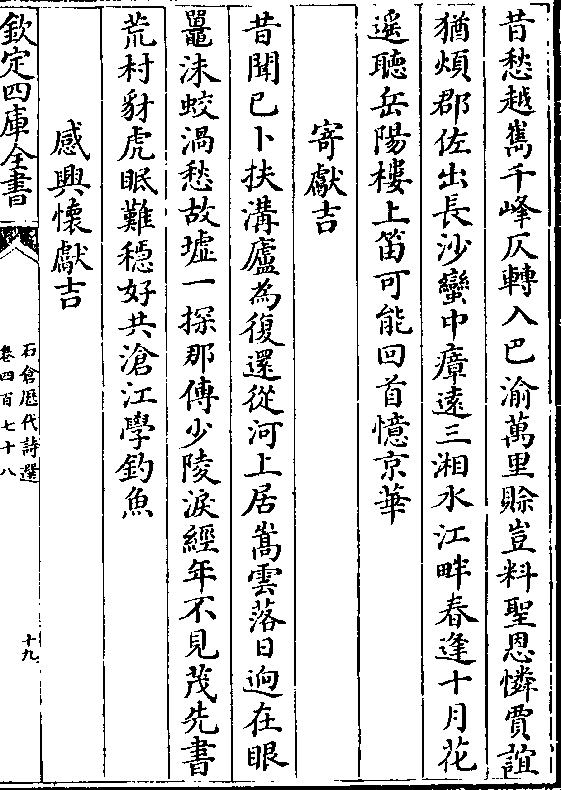 昔愁越嶲千峰仄轉入巴渝萬里賒豈料聖恩憐賈誼
猶煩郡佐出長沙蠻中瘴遠三湘水江畔春逢十月花
遥聽岳陽樓上笛可能回首憶京華
寄獻吉
昔聞已卜扶溝廬為復還從河上居嵩雲落日逈在眼
鼉沫蛟渦愁故墟一探那傳少陵淚經年不見茂先書
荒村豺虎眠難穩好共滄江學釣魚
感興懷獻吉
欽定四庫全書
石倉歴代詩選
卷四百七十八
十九